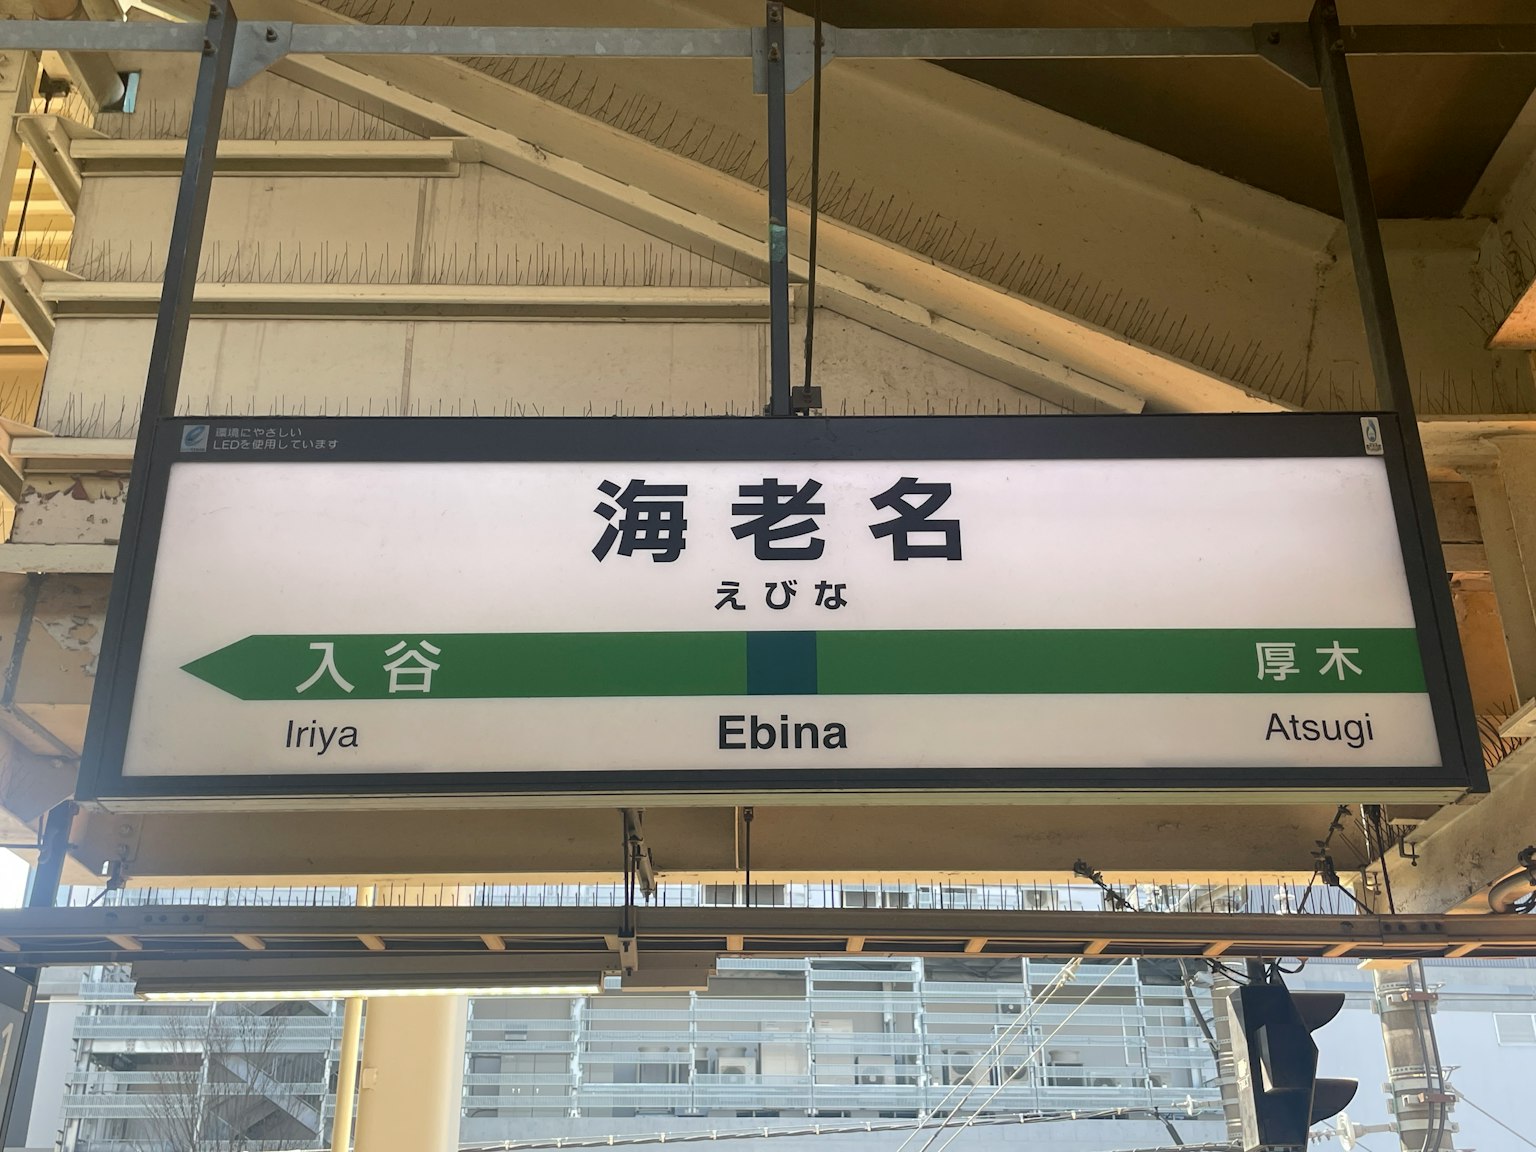 環境にやさしい
LEDを使用しています
海老名
えびな
入谷
厚木
Iriya
Ebina
Atsugi